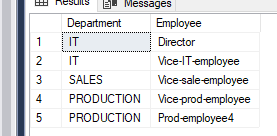 Results Messages
Department Employee
1 IT Director
2 IT Vice-IT-employee
3 SALES Vice-sale-employee
4 PRODUCTION Vice-prod-employee
5 PRODUCTION Prod-employee4